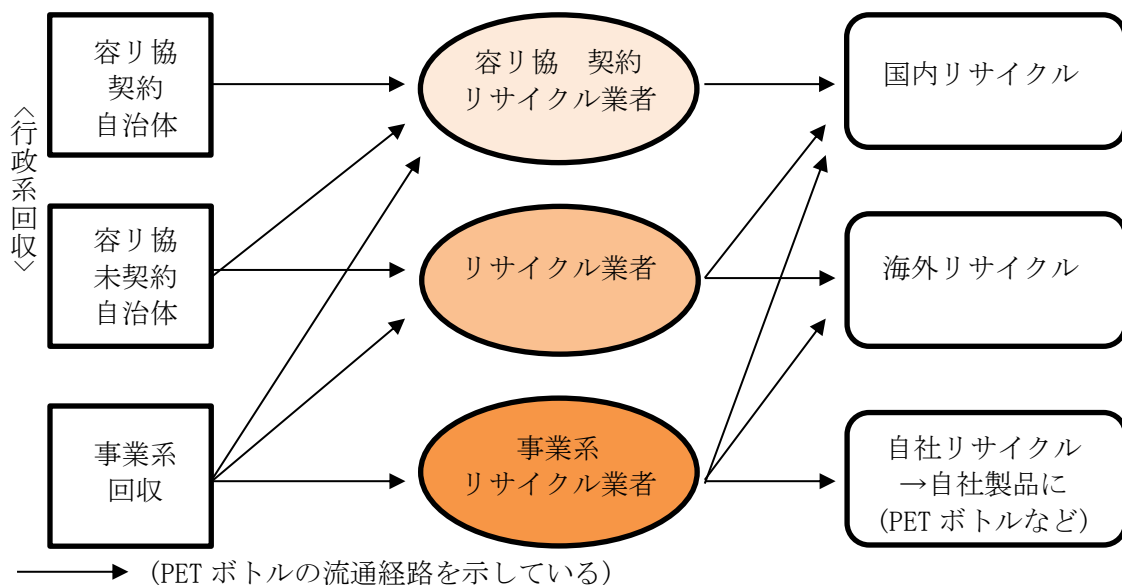 容リ協
契約
自治体
容リ協　契約
リサイクル業者
国内リサイクル
〈行政系回収〉
容リ協
未契約
自治体
リサイクル業者
海外リサイクル
事業系
回収
事業系
リサイクル業者
自社リサイクル
→自社製品に
(PET ボトルなど)
(PET ボトルの流通経路を示している)